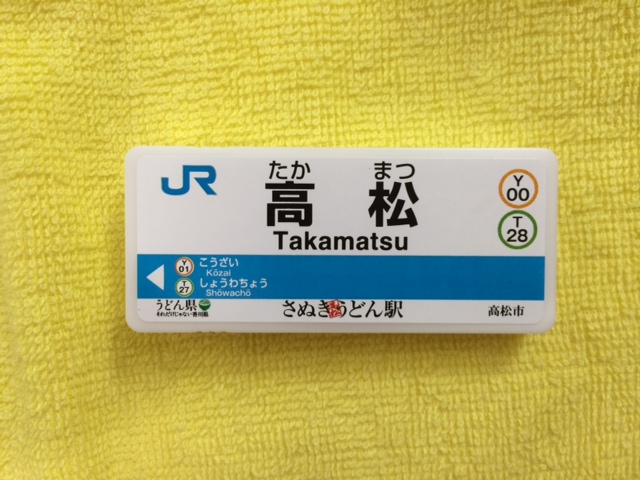 JR
たか まつ
高松
Takamatsu
Y
00
T
28
Y
01
こうざい
Kōzai
T
27
しょうわちょう
Shōwachō
うどん県
それだけじゃない香川県
さぬきうどん駅
高松市